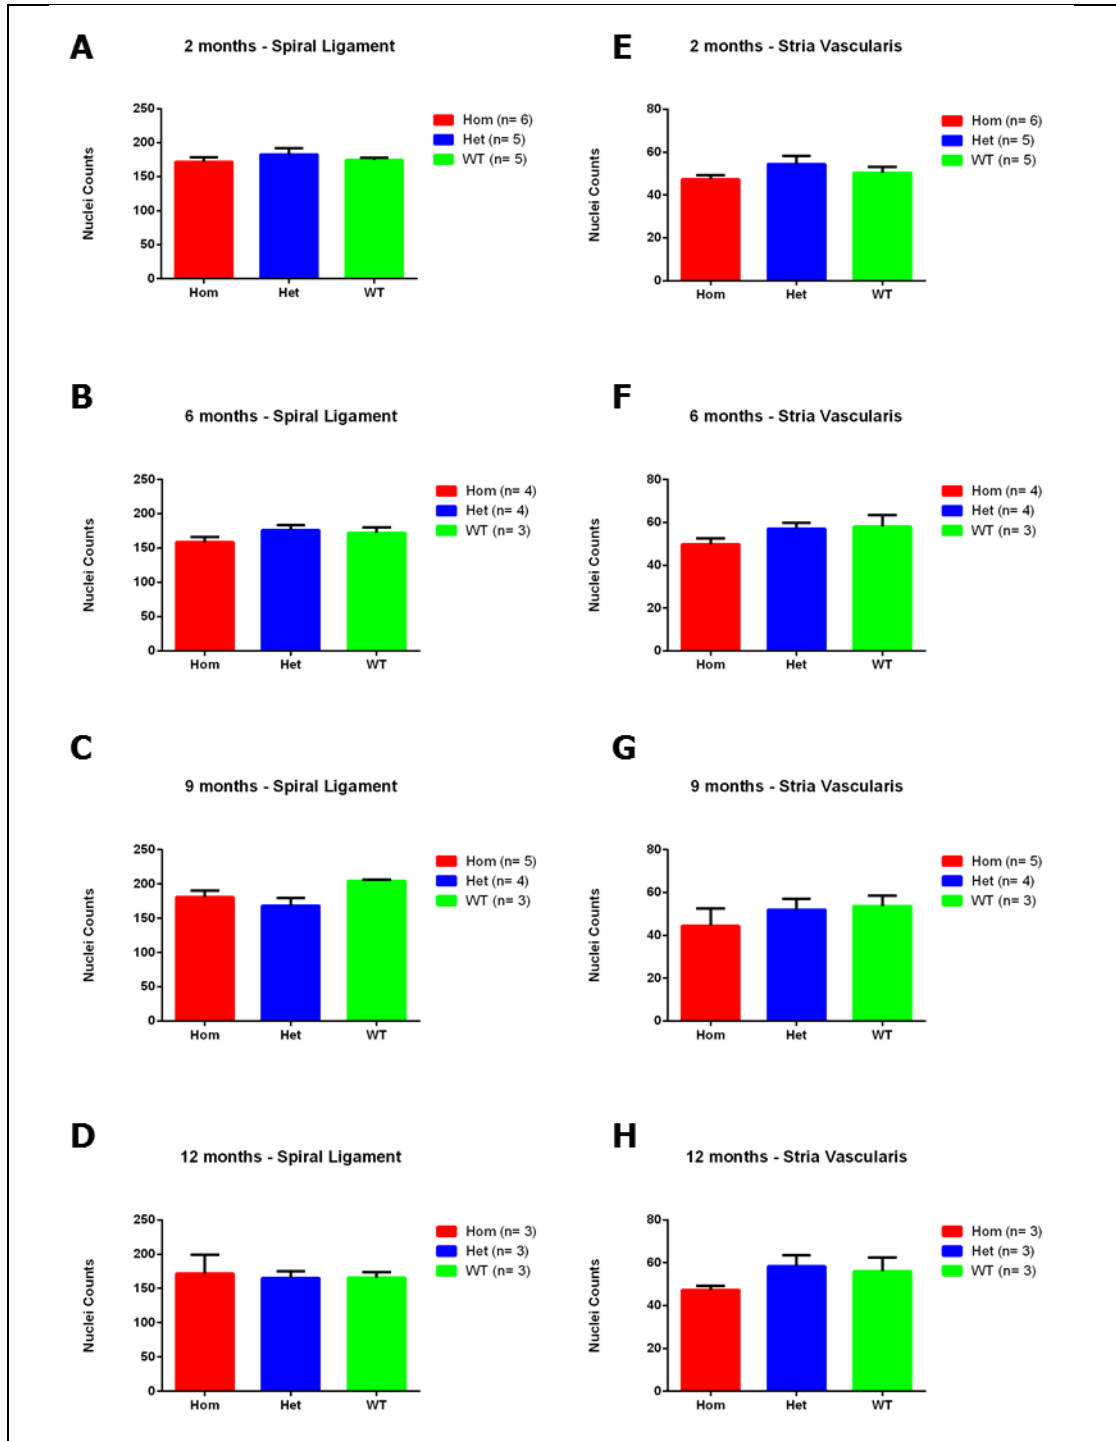 A
2 months - Spiral Ligament
250
200
150
100
50
0
Nuclei Counts
Hom
Het
WT
Hom (n= 6)
Het (n= 5)
WT (n= 5)
E
2 months - Stria Vascularis
80
60
40
20
0
Nuclei Counts
Hom
Het
WT
Hom (n= 6)
Het (n= 5)
WT (n= 5)
B
6 months - Spiral Ligament
250
200
150
100
50
0
Nuclei Counts
Hom
Het
WT
Hom (n= 4)
Het (n= 4)
WT (n= 3)
F
6 months - Stria Vascularis
80
60
40
20
0
Nuclei Counts
Hom
Het
WT
Hom (n= 4)
Het (n= 4)
WT (n= 3)
C
9 months - Spiral Ligament
250
200
150
100
50
0
Nuclei Counts
Hom
Het
WT
Hom (n= 5)
Het (n= 4)
WT (n= 3)
G
9 months - Stria Vascularis
80
60
40
20
0
Nuclei Counts
Hom
Het
WT
Hom (n= 5)
Het (n= 4)
WT (n= 3)
D
12 months - Spiral Ligament
250
200
150
100
50
0
Nuclei Counts
Hom
Het
WT
Hom (n= 3)
Het (n= 3)
WT (n= 3)
H
12 months - Stria Vascularis
80
60
40
20
0
Nuclei Counts
Hom
Het
WT
Hom (n= 3)
Het (n= 3)
WT (n= 3)